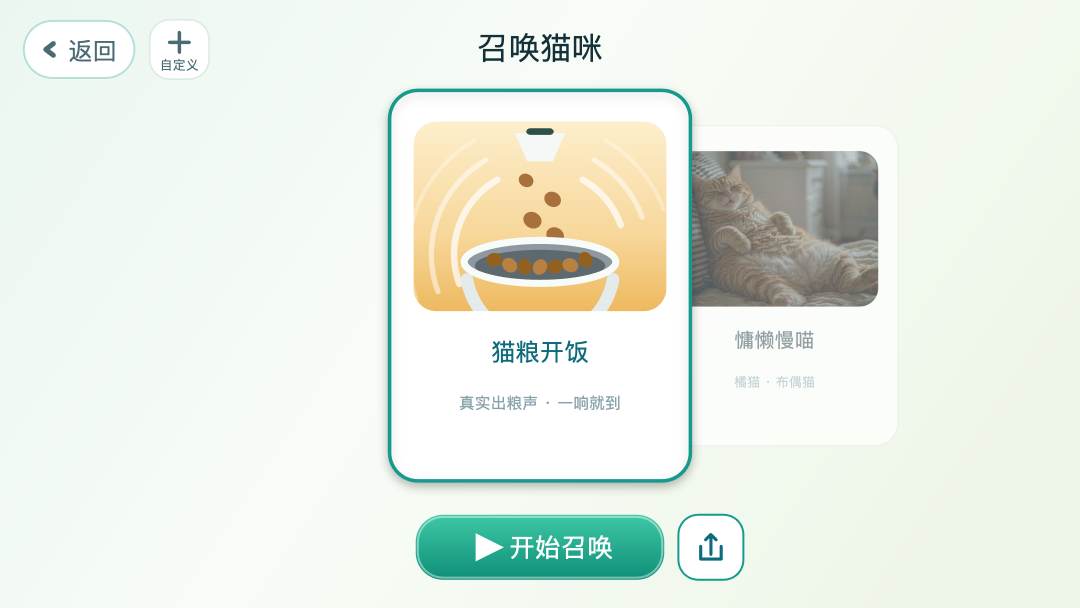 返回
自定义
召唤猫咪
猫粮开饭
真实出粮声 · 一响就到
慵懒慢喵
橘猫 · 布偶猫
开始召唤